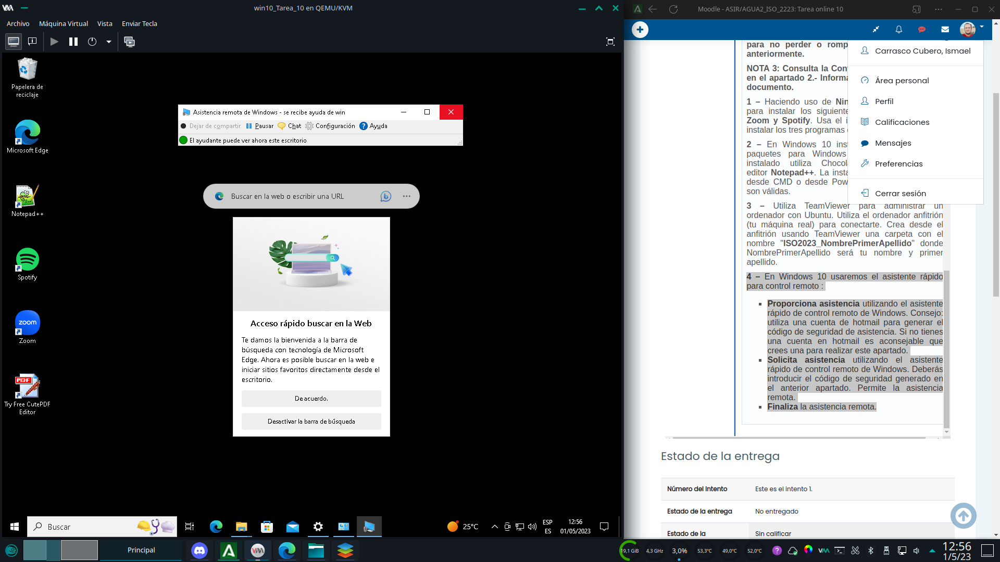 win10_Tarea_10 en QEMU/KVM
Archivo
Máquina Virtual
Vista
Enviar Tecla
Papelera de
reciclaje
Microsoft Edge
Notepad++
Spotify
zoom
Zoom
PDF
Try Free CutePDF
Editor
Asistencia remota de Windows - se recibe ayuda de win
Dejar de compartir
Pausar
Chat
Configuración
Ayuda
El ayudante puede ver ahora este escritorio
Buscar en la web o escribir una URL
Acceso rápido buscar en la Web
Te damos la bienvenida a la barra de
búsqueda con tecnología de Microsoft
Edge. Ahora es posible buscar en la web e
iniciar sitios favoritos directamente desde el
escritorio.
De acuerdo.
Desactivar la barra de búsqueda
Buscar
25°C
ESP
ES
12:56
01/05/2023
Moodle - ASIR/AGUA2_ISO_2223: Tarea online 10
para no perder o romp
anteriormente.
NOTA 3: Consulta la Con
en el apartado 2.- Informa
documento.
1 – Haciendo uso de Nin
para instalar los siguiente
Zoom y Spotify. Usa el i
instalar los tres programas
2 – En Windows 10 inst
paquetes para Windows
instalado utiliza Chocol
editor Notepad++. La insta
desde CMD o desde Pow
son válidas.
3 – Utiliza TeamViewer para administrar un
ordenador con Ubuntu. Utiliza el ordenador anfitrión
(tu máquina real) para conectarte. Crea desde el
anfitrión usando TeamViewer una carpeta con el
nombre "ISO2023_NombrePrimerApellido" donde
NombrePrimerApellido será tu nombre y primer
apellido.
4 – En Windows 10 usaremos el asistente rápido
para control remoto :
Proporciona asistencia utilizando el asistente
rápido de control remoto de Windows. Consejo:
utiliza una cuenta de hotmail para generar el
código de seguridad de asistencia. Si no tienes
una cuenta en hotmail es aconsejable que
crees una para realizar este apartado.
Solicita asistencia utilizando el asistente
rápido de control remoto de Windows. Deberás
introducir el código de seguridad generado en
el anterior apartado. Permite la asistencia
remota.
Finaliza la asistencia remota.
Carrasco Cubero, Ismael
Área personal
Perfil
Calificaciones
Mensajes
Preferencias
Cerrar sesión
Estado de la entrega
Número del intento
Este es el intento 1.
Estado de la entrega
No entregado
Estado de la
Sin calificar
Principal
19,1 GiB
4,3 GHz
3,0%
53,3°C
49,0°C
52,0°C
12:56
1/5/23